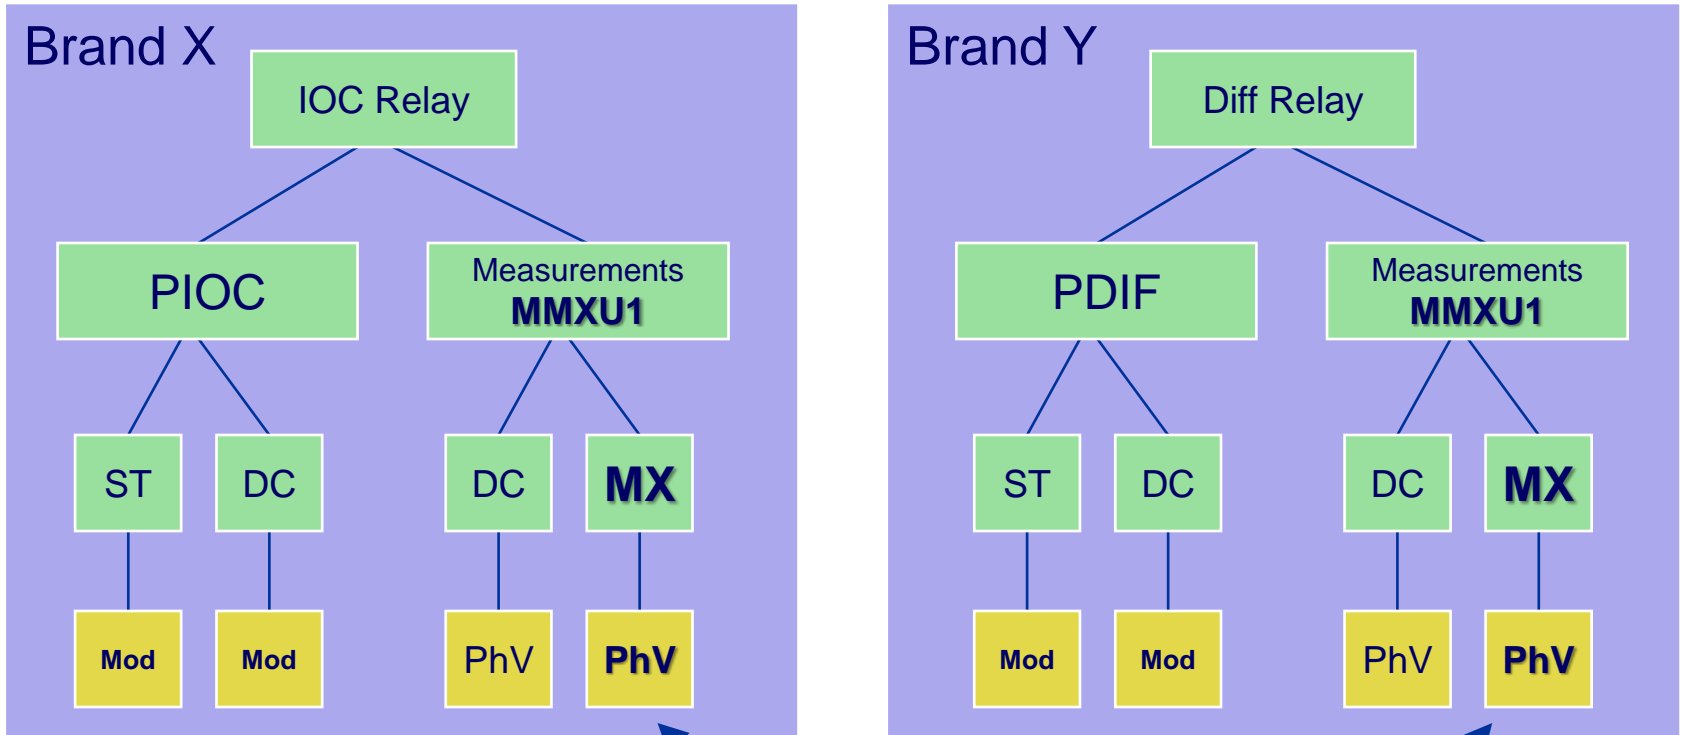 Brand X
IOC Relay
PIOC
Measurements
MMXU1
ST
DC
DC
MX
Mod
Mod
PhV
PhV
Brand Y
Diff Relay
PDIF
Measurements
MMXU1
ST
DC
DC
MX
Mod
Mod
PhV
PhV